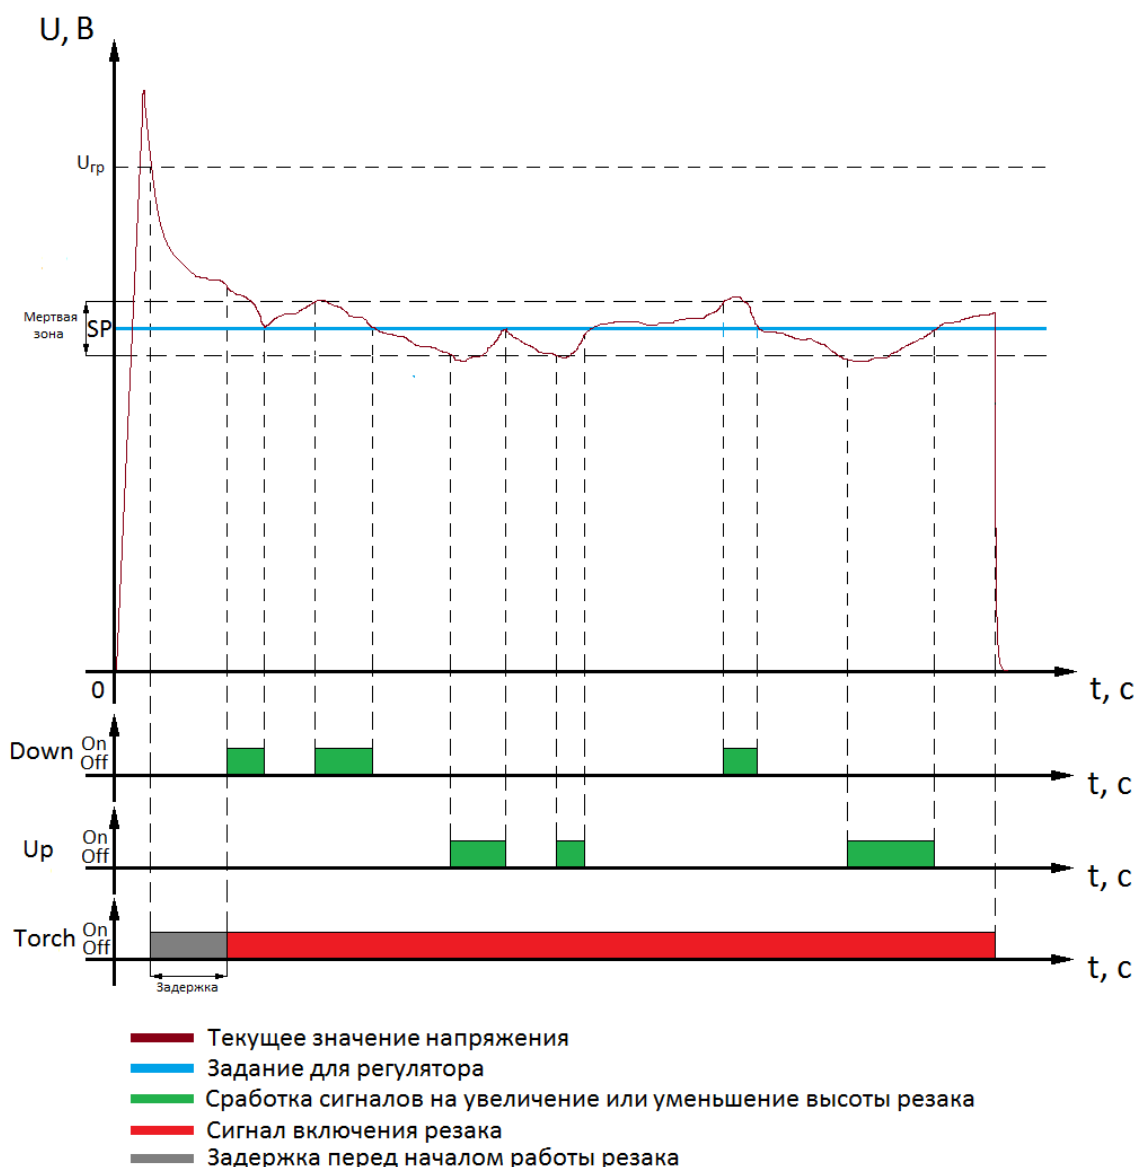 U, В
Uгр
Мертвая
зона
SP
0
t, с
Down
On
Off
t, с
Up
On
Off
t, с
Torch
On
Off
t, с
Задержка
Текущее значение напряжения
Задание для регулятора
Сработка сигналов на увеличение или уменьшение высоты резака
Сигнал включения резака
Задержка перед началом работы резака